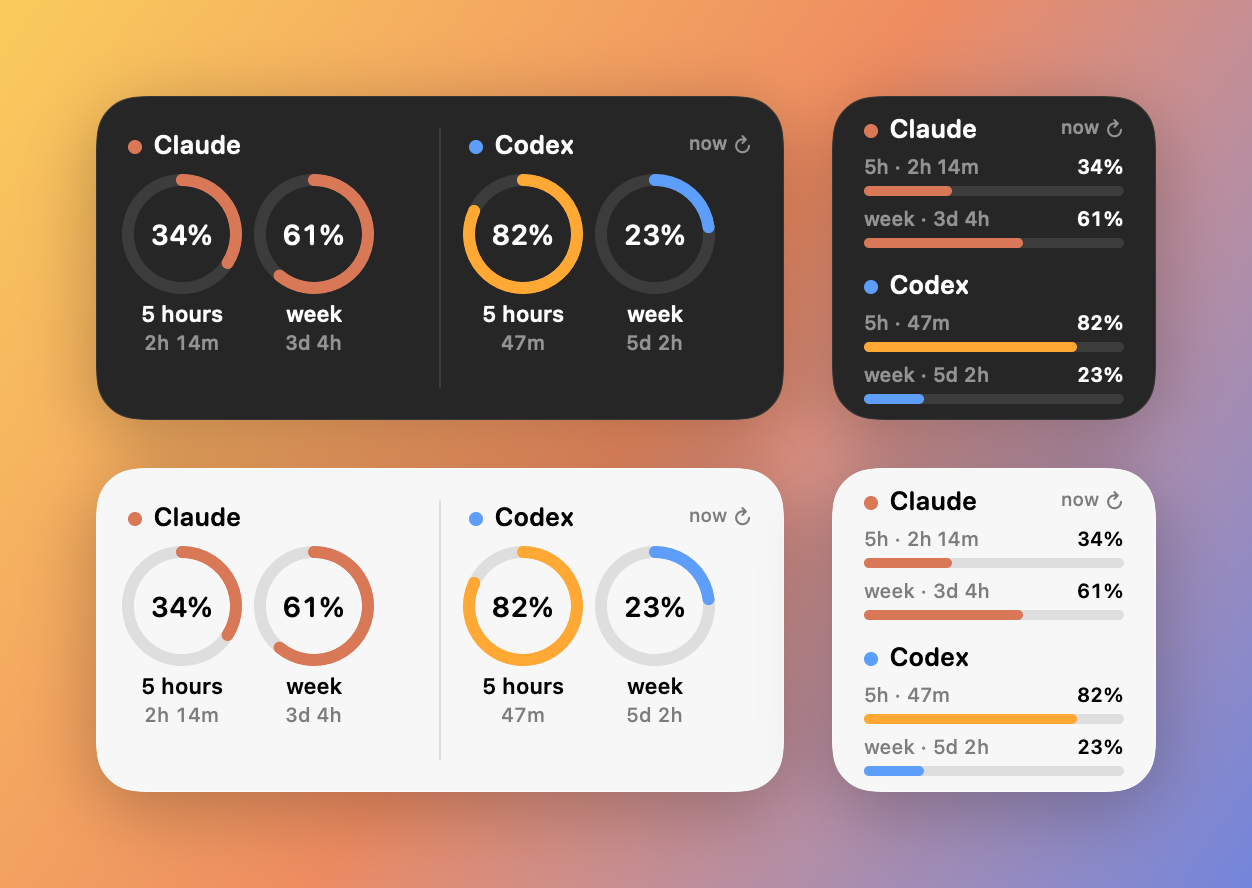 Claude
Codex
now
34%
61%
82%
23%
5 hours
week
5 hours
week
2h 14m
3d 4h
47m
5d 2h
Claude
now
5h · 2h 14m
34%
week · 3d 4h
61%
Codex
5h · 47m
82%
week · 5d 2h
23%
Claude
Codex
now
34%
61%
82%
23%
5 hours
week
5 hours
week
2h 14m
3d 4h
47m
5d 2h
Claude
now
5h · 2h 14m
34%
week · 3d 4h
61%
Codex
5h · 47m
82%
week · 5d 2h
23%